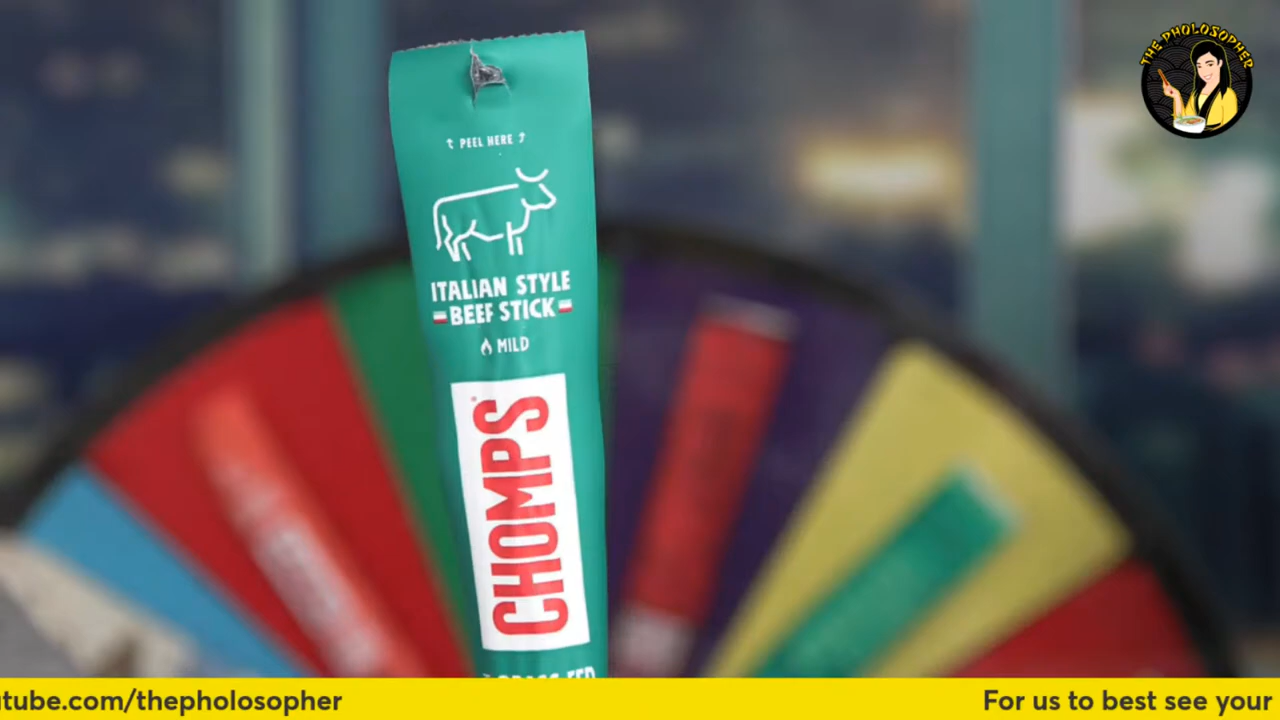 THE PHOLOSOPHER
PEEL HERE
ITALIAN STYLE
BEEF STICK
MILD
CHOMPS
tube.com/thepholosopher
For us to best see your